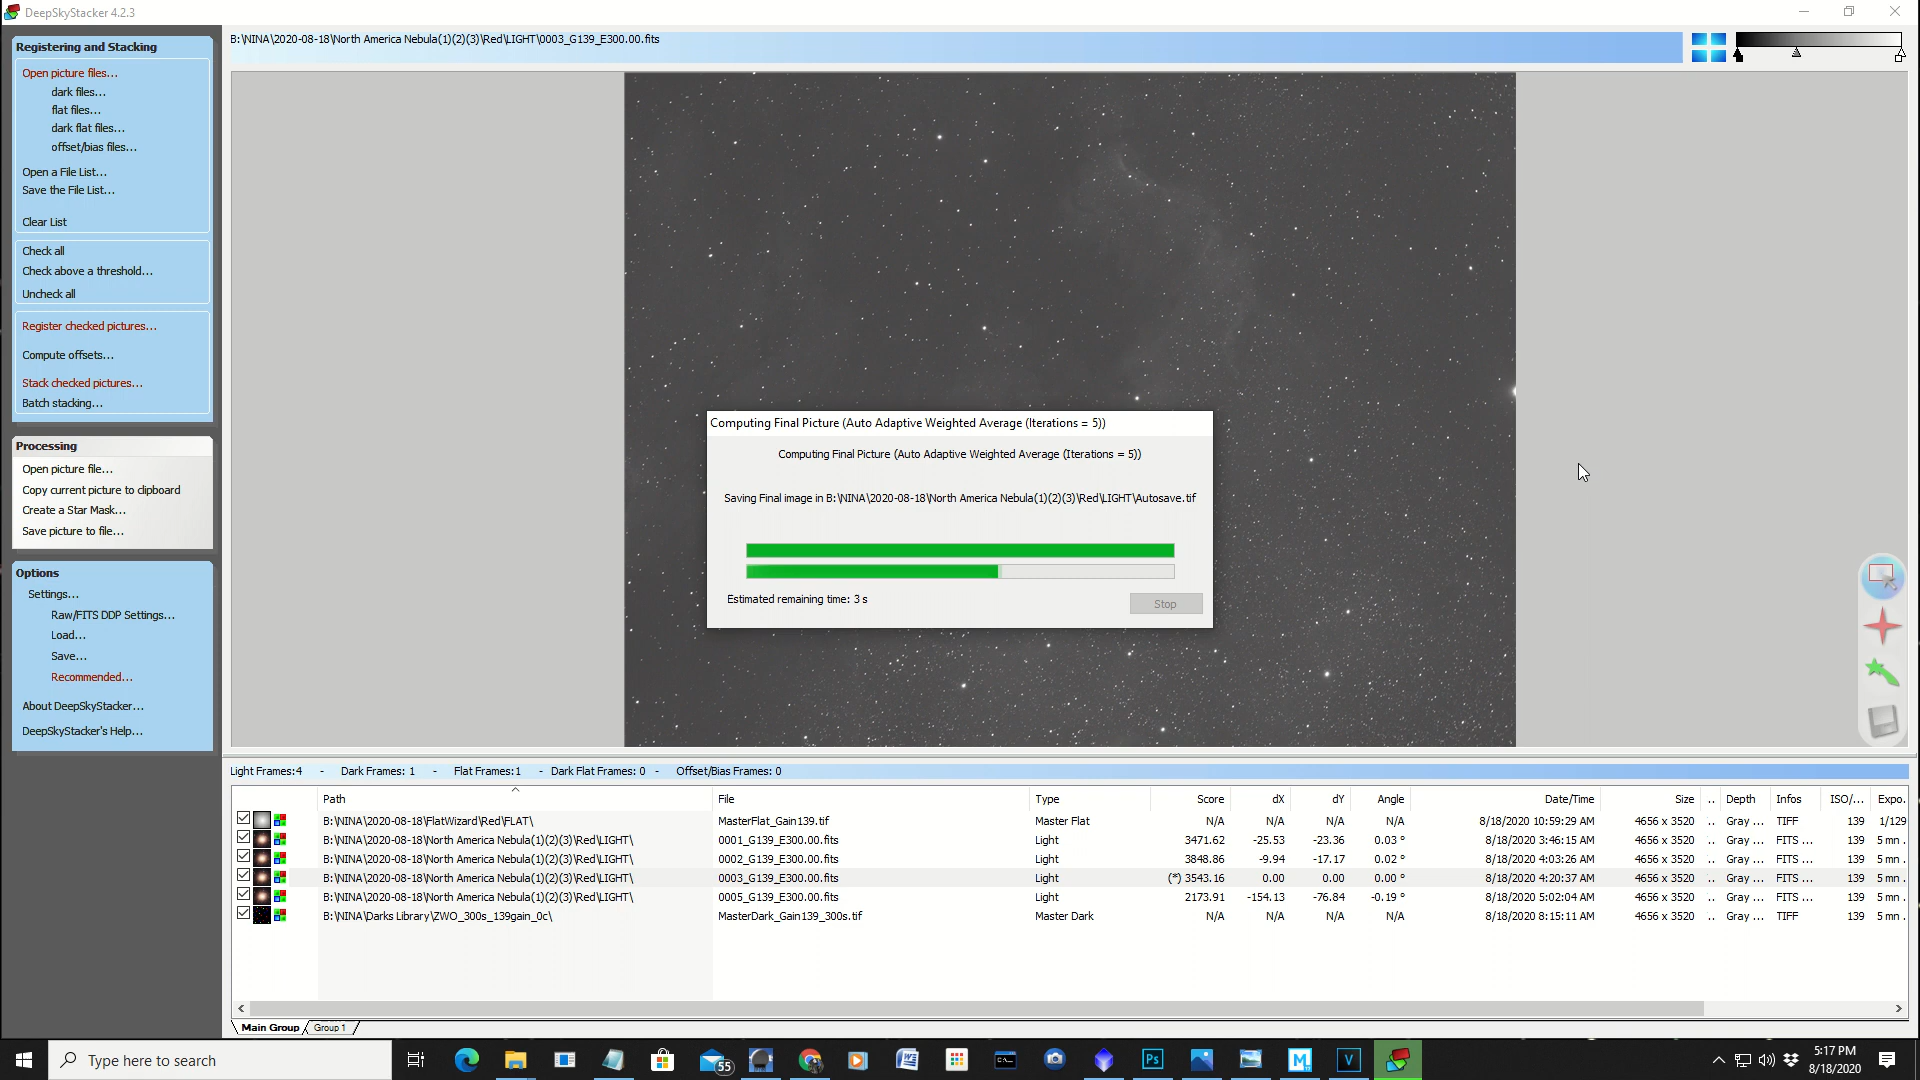 DeepSkyStacker 4.2.3
Registering and Stacking
Open picture files...
dark files...
flat files...
dark flat files...
offset/bias files...
Open a File List...
Save the File List...
Clear List
Check all
Check above a threshold...
Uncheck all
Register checked pictures...
Compute offsets...
Stack checked pictures...
Batch stacking...
Processing
Open picture file...
Copy current picture to clipboard
Create a Star Mask...
Save picture to file...
Options
Settings...
Raw/FITS DDP Settings...
Load...
Save...
Recommended...
About DeepSkyStacker...
DeepSkyStacker's Help...
B:\NINA\2020-08-18\North America Nebula(1)(2)(3)\Red\LIGHT\0003_G139_E300.00.fits
Computing Final Picture (Auto Adaptive Weighted Average (Iterations = 5))
Computing Final Picture (Auto Adaptive Weighted Average (Iterations = 5))
Saving Final image in B:\NINA\2020-08-18\North America Nebula(1)(2)(3)\Red\LIGHT\Autosave.tif
Estimated remaining time: 3 s
Stop
Light Frames:4 - Dark Frames: 1 - Flat Frames:1 - Dark Flat Frames: 0 - Offset/Bias Frames: 0
Path File Type Score dX dY Angle Date/Time Size .. Depth Infos ISO/... Expo.
B:\NINA\2020-08-18\FlatWizard\Red\FLAT\ MasterFlat_Gain139.tif Master Flat N/A N/A N/A N/A 8/18/2020 10:59:29 AM 4656 x 3520 .. Gray ... TIFF 139 1/129
B:\NINA\2020-08-18\North America Nebula(1)(2)(3)\Red\LIGHT\ 0001_G139_E300.00.fits Light 3471.62 -25.53 -23.36 0.03 ° 8/18/2020 3:46:15 AM 4656 x 3520 .. Gray ... FITS ... 139 5 mn .
B:\NINA\2020-08-18\North America Nebula(1)(2)(3)\Red\LIGHT\ 0002_G139_E300.00.fits Light 3848.86 -9.94 -17.17 0.02 ° 8/18/2020 4:03:26 AM 4656 x 3520 .. Gray ... FITS ... 139 5 mn .
B:\NINA\2020-08-18\North America Nebula(1)(2)(3)\Red\LIGHT\ 0003_G139_E300.00.fits Light (*) 3543.16 0.00 0.00 0.00 ° 8/18/2020 4:20:37 AM 4656 x 3520 .. Gray ... FITS ... 139 5 mn .
B:\NINA\2020-08-18\North America Nebula(1)(2)(3)\Red\LIGHT\ 0005_G139_E300.00.fits Light 2173.91 -154.13 -76.84 -0.19 ° 8/18/2020 5:02:04 AM 4656 x 3520 .. Gray ... FITS ... 139 5 mn .
B:\NINA\Darks Library\ZWO_300s_139gain_0c\ MasterDark_Gain139_300s.tif Master Dark N/A N/A N/A N/A 8/18/2020 8:15:11 AM 4656 x 3520 .. Gray ... TIFF 139 5 mn .
Main Group Group 1
Type here to search
55
Ps
M
V
5:17 PM
8/18/2020